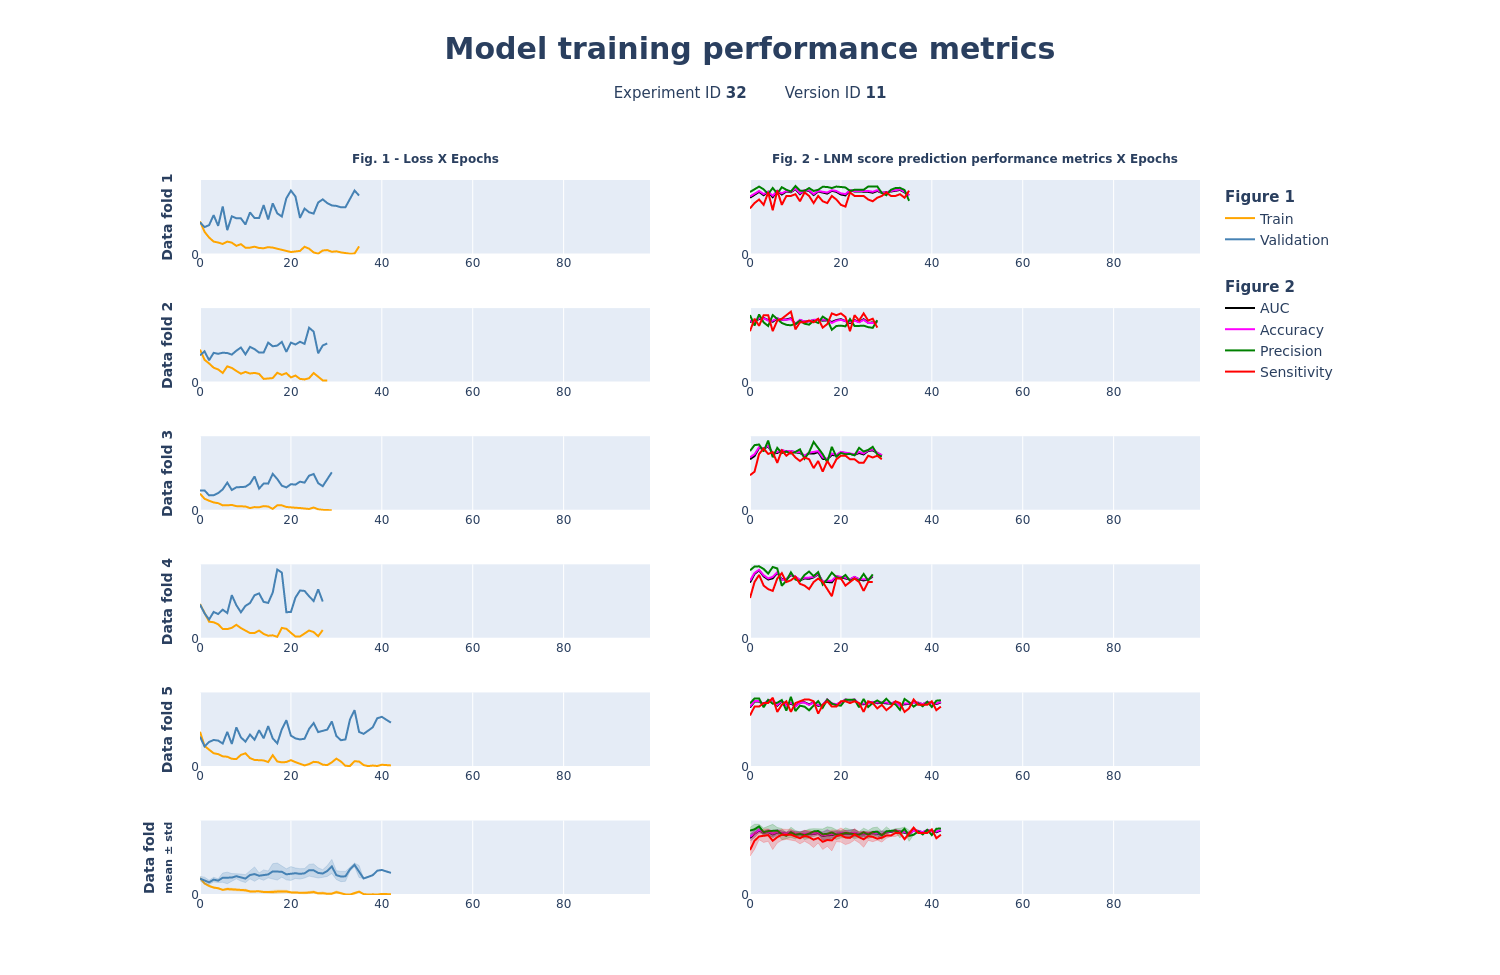 Model training performance metrics
Experiment ID 32 Version ID 11
Fig. 1 - Loss X Epochs
Fig. 2 - LNM score prediction performance metrics X Epochs
Data fold 1
0
0 20 40 60 80
0
0 20 40 60 80
Data fold 2
0
0 20 40 60 80
0
0 20 40 60 80
Data fold 3
0
0 20 40 60 80
0
0 20 40 60 80
Data fold 4
0
0 20 40 60 80
0
0 20 40 60 80
Data fold 5
0
0 20 40 60 80
0
0 20 40 60 80
Data fold
mean ± std
0
0 20 40 60 80
0
0 20 40 60 80
Figure 1
Train
Validation
Figure 2
AUC
Accuracy
Precision
Sensitivity